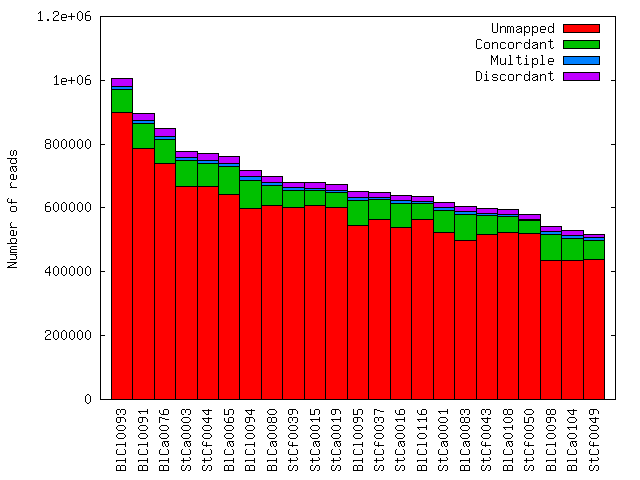 1.2e+06
1e+06
800000
600000
400000
200000
0
Number of reads
Unmapped
Concordant
Multiple
Discordant
BlCl0093
BlCl0091
BlCa0076
StCa0003
StCf0044
BlCa0065
BlCl0094
BlCa0080
StCf0039
StCa0015
StCa0019
BlCl0095
StCf0037
StCa0016
BlCl0116
StCa0001
BlCa0083
StCf0043
BlCa0108
StCf0050
BlCl0098
BlCa0104
StCf0049